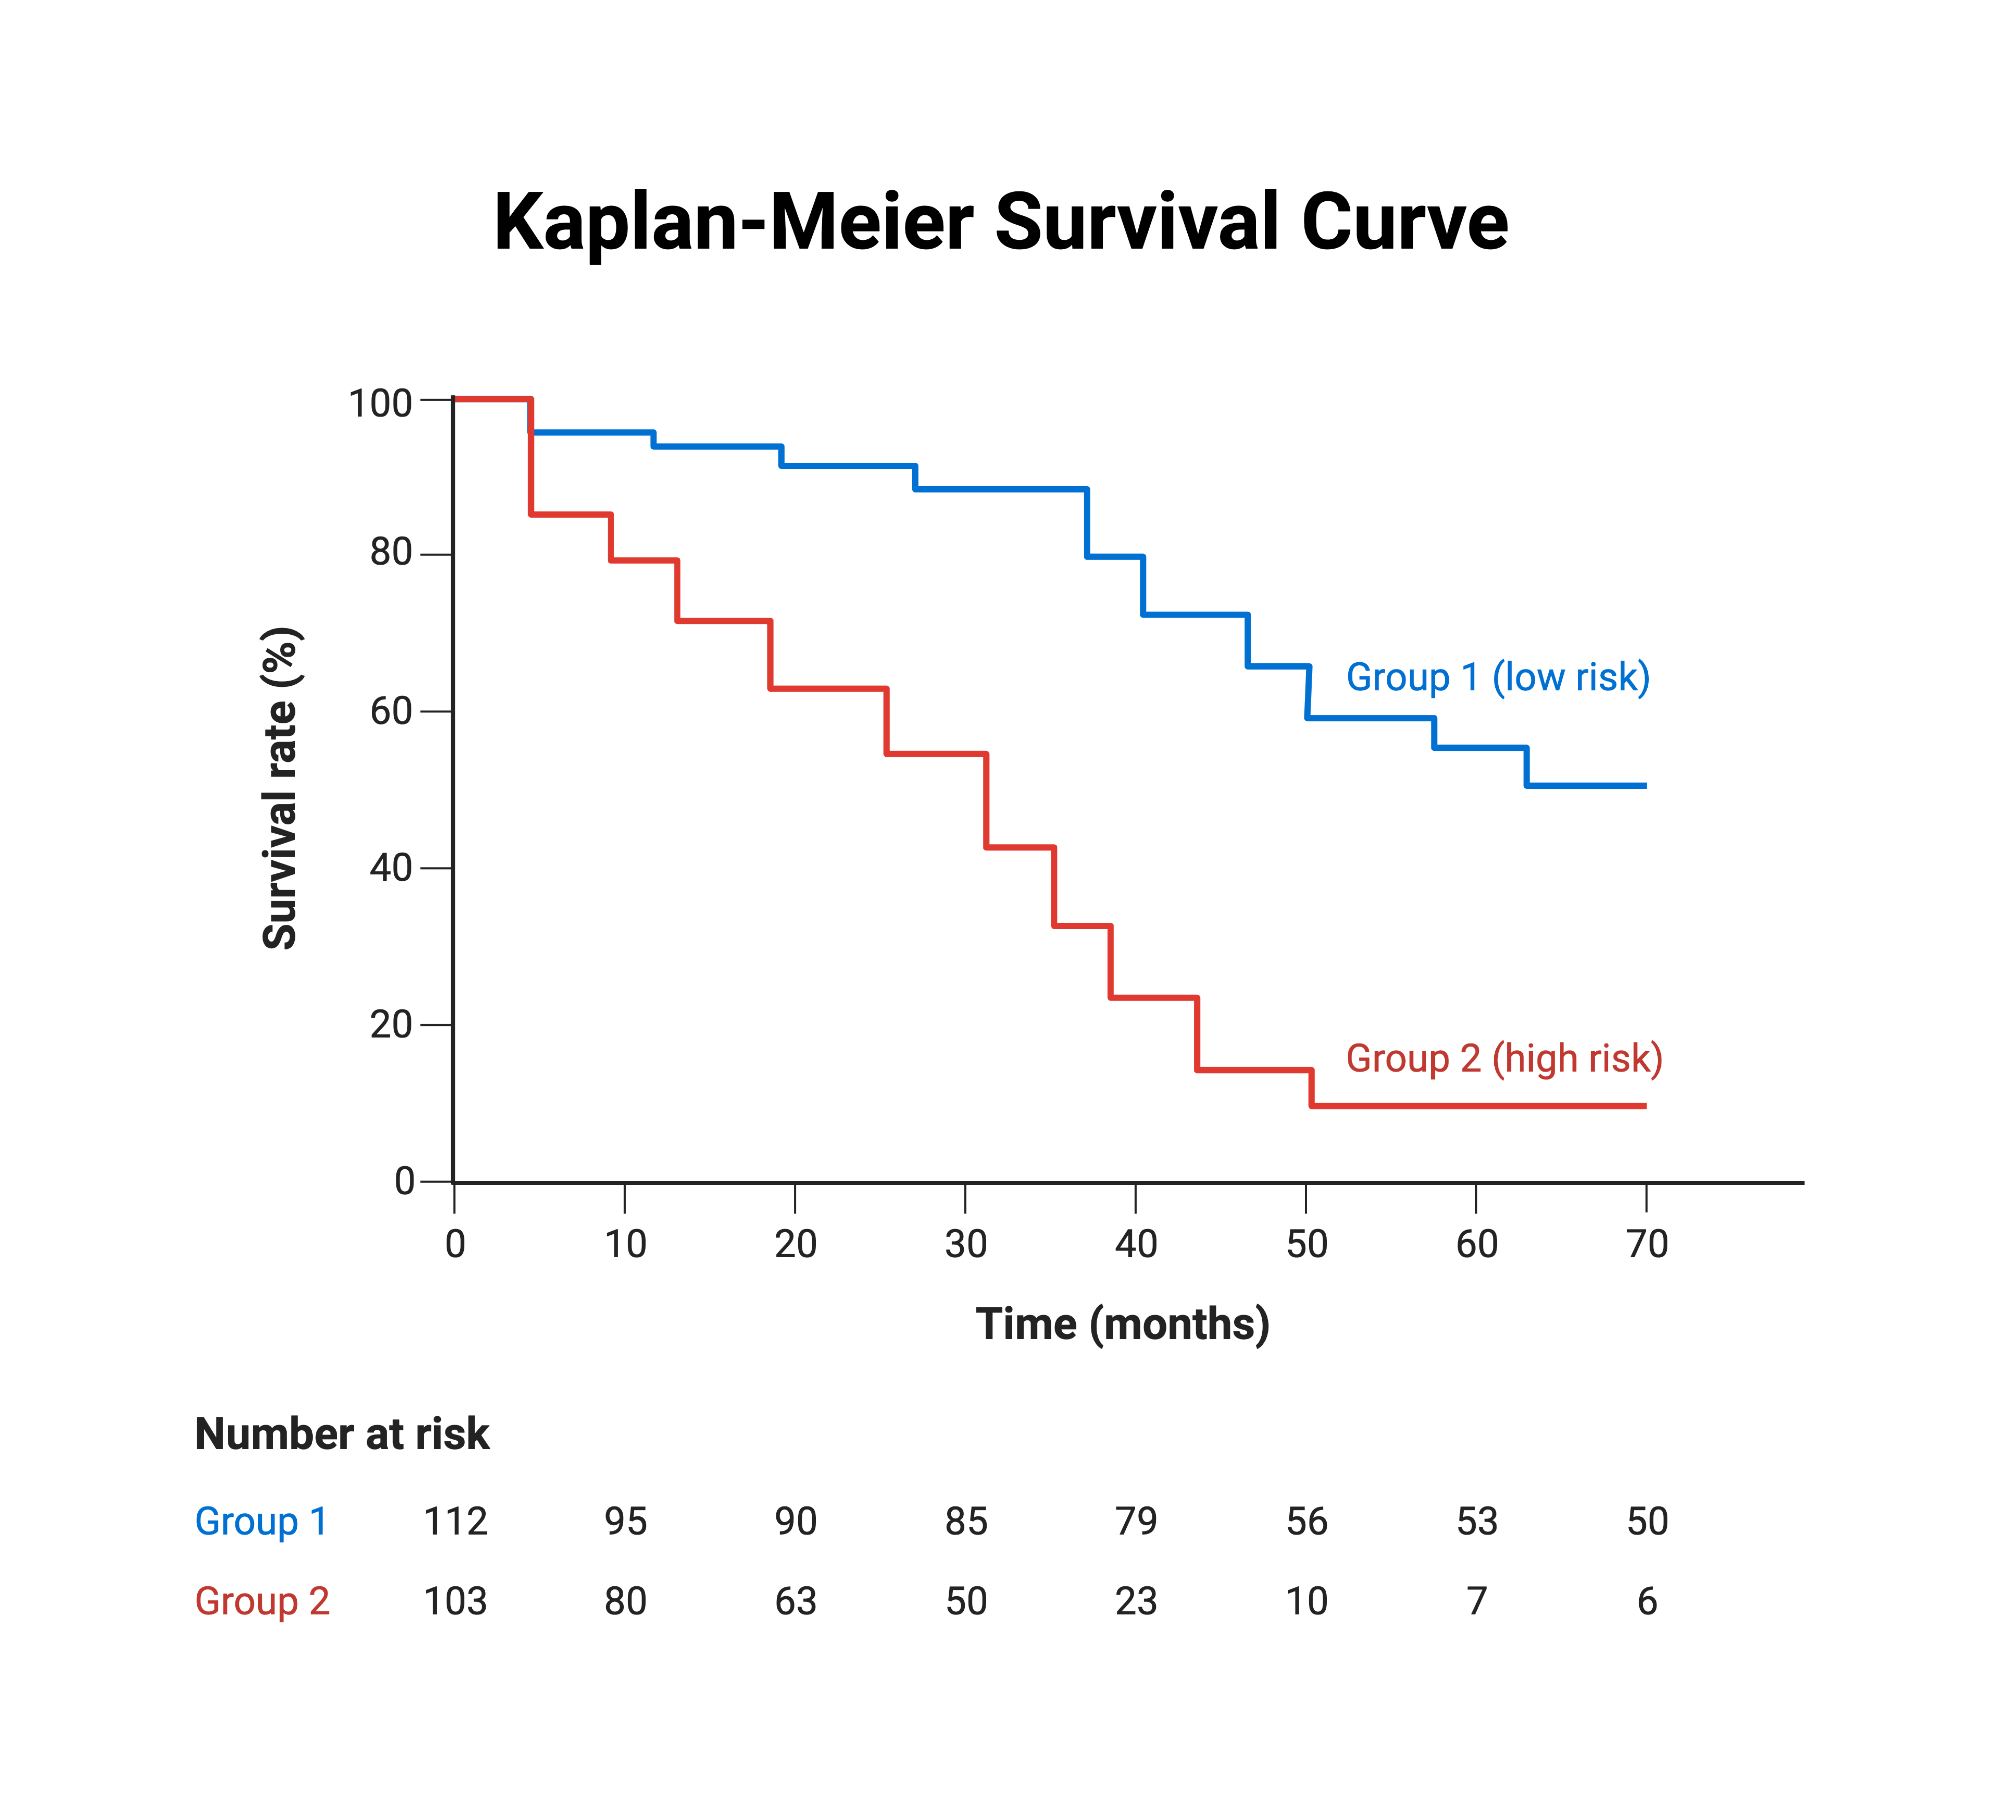 Kaplan-Meier Survival Curve
Survival rate (%)
100
80
60
40
20
0
Group 1 (low risk)
Group 2 (high risk)
0 10 20 30 40 50 60 70
Time (months)
Number at risk
Group 1 112 95 90 85 79 56 53 50
Group 2 103 80 63 50 23 10 7 6